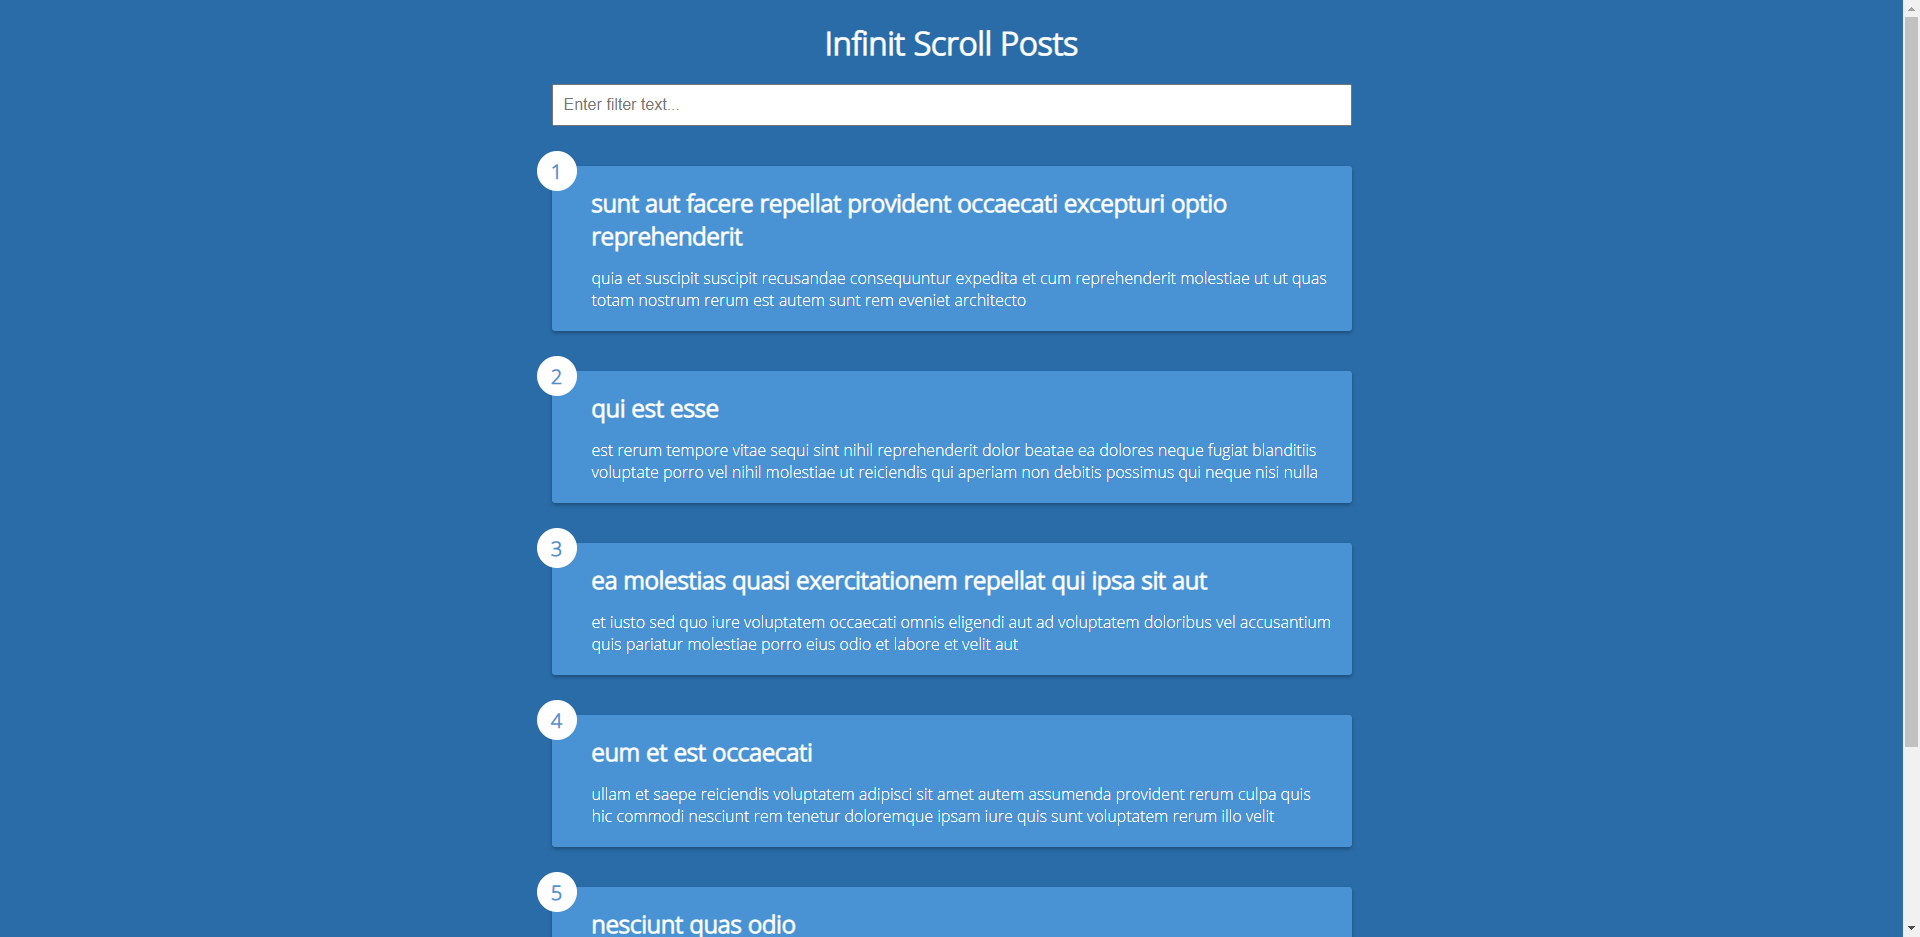 Infinit Scroll Posts
Enter filter text...
1
sunt aut facere repellat provident occaecati excepturi optio
reprehenderit
quia et suscipit suscipit recusandae consequuntur expedita et cum reprehenderit molestiae ut ut quas
totam nostrum rerum est autem sunt rem eveniet architecto
2
qui est esse
est rerum tempore vitae sequi sint nihil reprehenderit dolor beatae ea dolores neque fugiat blanditiis
voluptate porro vel nihil molestiae ut reiciendis qui aperiam non debitis possimus qui neque nisi nulla
3
ea molestias quasi exercitationem repellat qui ipsa sit aut
et iusto sed quo iure voluptatem occaecati omnis eligendi aut ad voluptatem doloribus vel accusantium
quis pariatur molestiae porro eius odio et labore et velit aut
4
eum et est occaecati
ullam et saepe reiciendis voluptatem adipisci sit amet autem assumenda provident rerum culpa quis
hic commodi nesciunt rem tenetur doloremque ipsam iure quis sunt voluptatem rerum illo velit
5
nesciunt quas odio